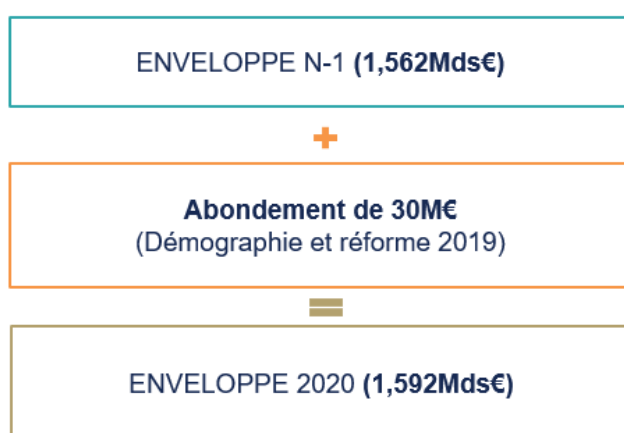 ENVELOPPE N-1 (1,562Mds€)
+
Abondement de 30M€
(Démographie et réforme 2019)
=
ENVELOPPE 2020 (1,592Mds€)